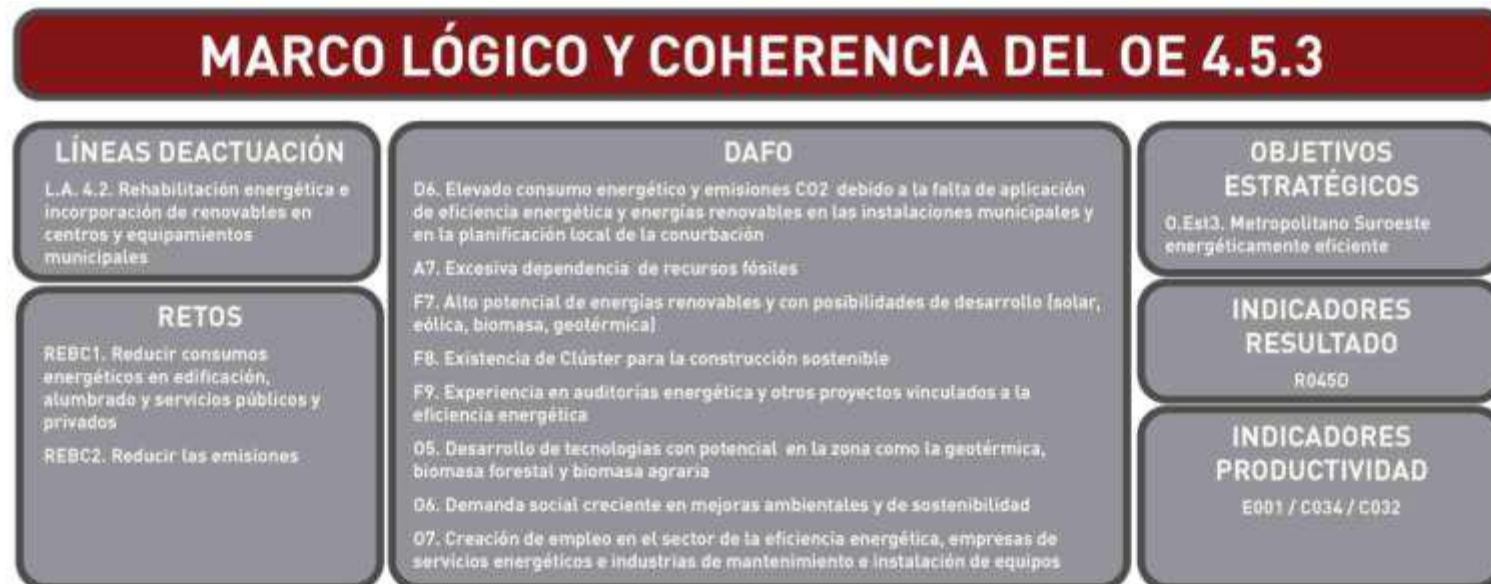 MARCO LÓGICO Y COHERENCIA DEL OE 4.5.3
LÍNEAS DEACTUACIÓN
L.A. 4.2. Rehabilitación energética e
incorporación de renovables en
centros y equipamientos
municipales
RETOS
REBC1. Reducir consumos
energéticos en edificación,
alumbrado y servicios públicos y
privados
REBC2. Reducir las emisiones
DAFO
D6. Elevado consumo energético y emisiones CO2 debido a la falta de aplicación
de eficiencia energética y energías renovables en las instalaciones municipales y
en la planificación local de la conurbación
A7. Excesiva dependencia de recursos fósiles
F7. Alto potencial de energías renovables y con posibilidades de desarrollo (solar,
eólica, biomasa, geotérmica)
F8. Existencia de Clúster para la construcción sostenible
F9. Experiencia en auditorías energética y otros proyectos vinculados a la
eficiencia energética
O5. Desarrollo de tecnologías con potencial en la zona como la geotérmica,
biomasa forestal y biomasa agraria
O6. Demanda social creciente en mejoras ambientales y de sostenibilidad
O7. Creación de empleo en el sector de la eficiencia energética, empresas de
servicios energéticos e industrias de mantenimiento e instalación de equipos
OBJETIVOS
ESTRATÉGICOS
O.Est3. Metropolitano Suroeste
energéticamente eficiente
INDICADORES
RESULTADO
R045D
INDICADORES
PRODUCTIVIDAD
E001 / C034 / C032